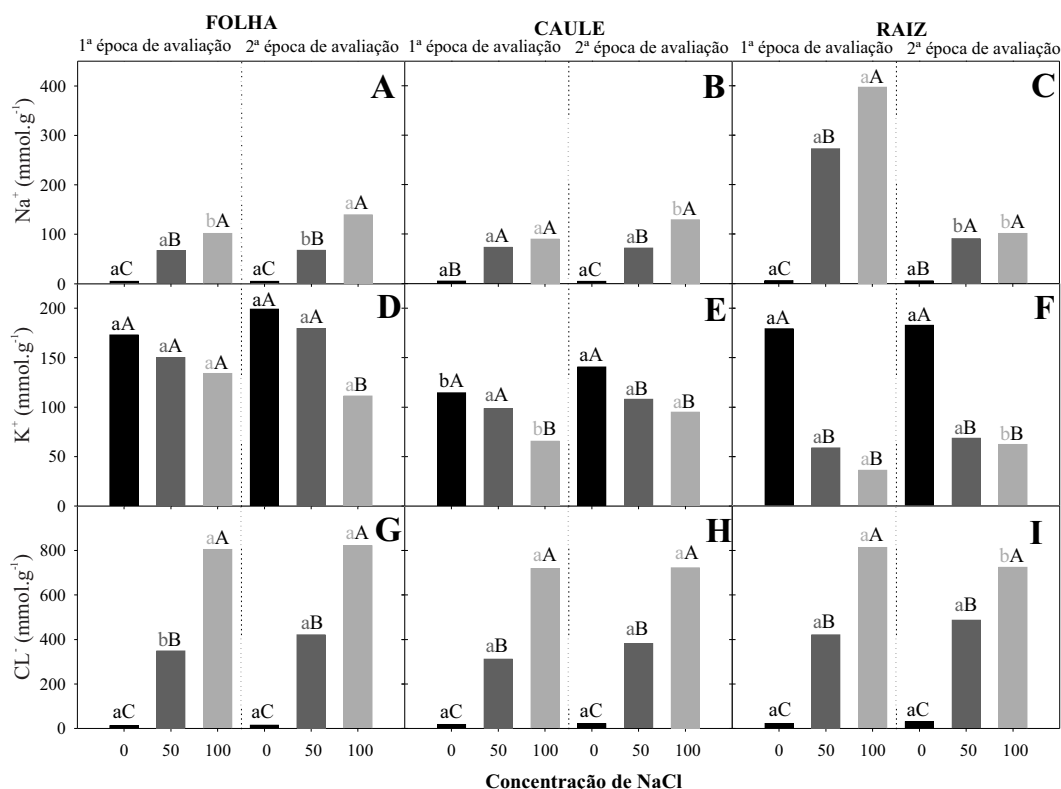 FOLHA CAULE RAIZ
1ª época de avaliação 2ª época de avaliação 1ª época de avaliação 2ª época de avaliação 1ª época de avaliação 2ª época de avaliação
A B C
Na⁺ (mmol.g⁻¹)
400
300
200
100
0
aC aB bA aC bB aA aB aA aA aC aB bA aC aB aA aB bA bA
D E F
K⁺ (mmol.g⁻¹)
200
150
100
50
0
aA aA aA aA aA aB bA aA bB aA aB aB aA aB aB aA aB bB
G H I
CL⁻ (mmol.g⁻¹)
800
600
400
200
0
aC bB aA aC aB aA aC aB aA aC aB aA aC aB aA aC aB bA
0 50 100 0 50 100 0 50 100 0 50 100 0 50 100 0 50 100
Concentração de NaCl